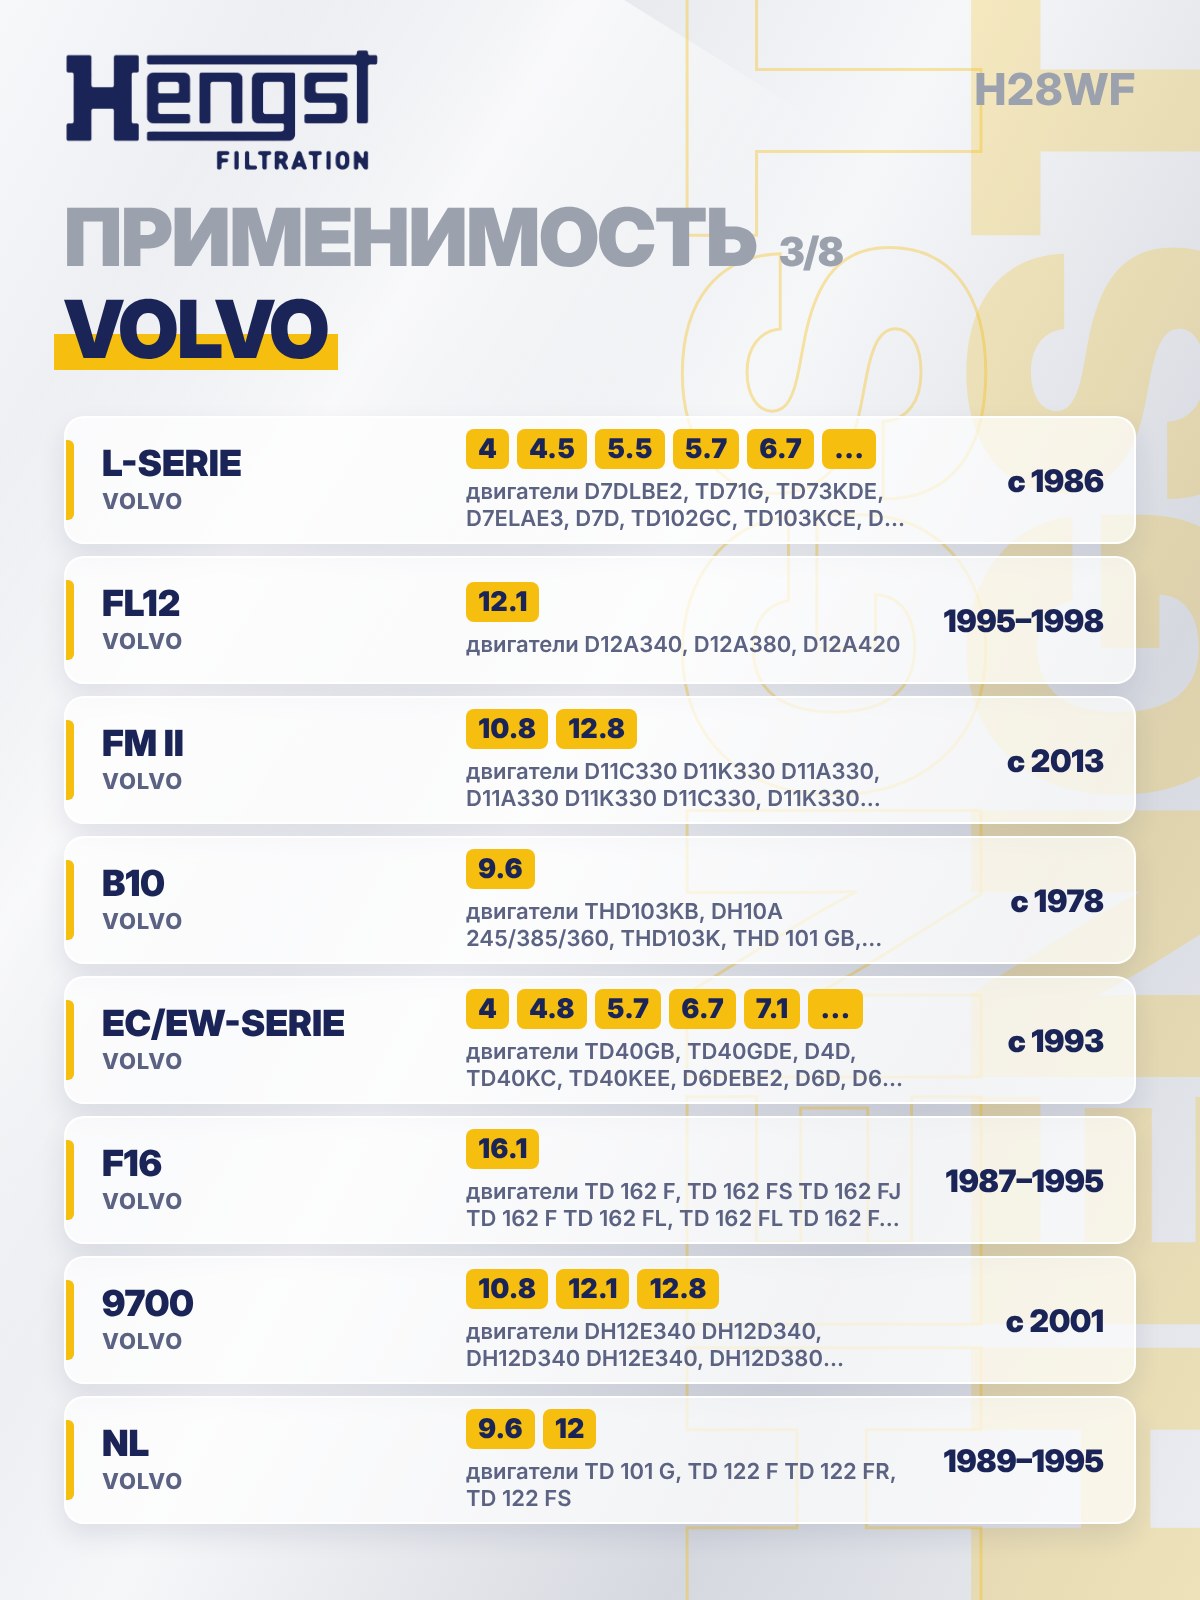 Hengst
FILTRATION
H28WF
ПРИМЕНИМОСТЬ 3/8
VOLVO
L-SERIE
VOLVO
4 4.5 5.5 5.7 6.7 ...
двигатели D7DLBE2, TD71G, TD73KDE,
D7ELAE3, D7D, TD102GC, TD103KCE, D...
с 1986
FL12
VOLVO
12.1
двигатели D12A340, D12A380, D12A420
1995–1998
FM II
VOLVO
10.8 12.8
двигатели D11C330 D11K330 D11A330,
D11A330 D11K330 D11C330, D11K330...
с 2013
B10
VOLVO
9.6
двигатели THD103KB, DH10A
245/385/360, THD103K, THD 101 GB,...
с 1978
EC/EW-SERIE
VOLVO
4 4.8 5.7 6.7 7.1 ...
двигатели TD40GB, TD40GDE, D4D,
TD40KC, TD40KEE, D6DEBE2, D6D, D6...
с 1993
F16
VOLVO
16.1
двигатели TD 162 F, TD 162 FS TD 162 FJ
TD 162 F TD 162 FL, TD 162 FL TD 162 F...
1987–1995
9700
VOLVO
10.8 12.1 12.8
двигатели DH12E340 DH12D340,
DH12D340 DH12E340, DH12D380...
с 2001
NL
VOLVO
9.6 12
двигатели TD 101 G, TD 122 F TD 122 FR,
TD 122 FS
1989–1995
HENGST
HENGST